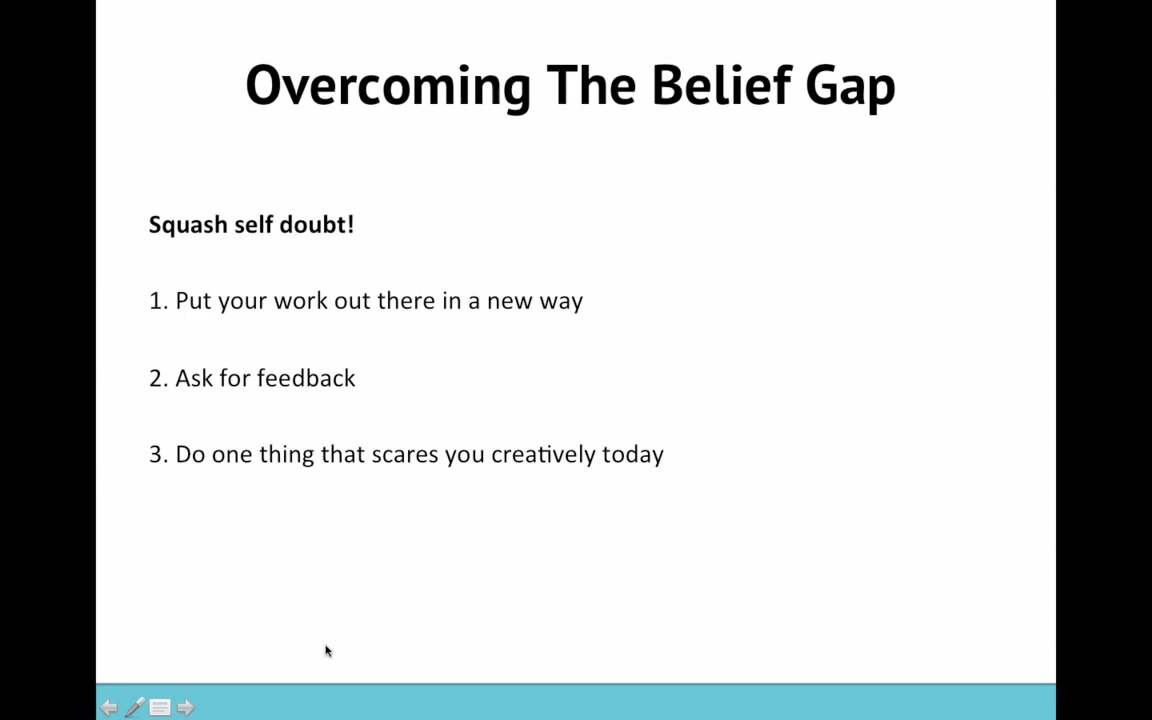 Overcoming The Belief Gap
Squash self doubt!
1. Put your work out there in a new way
2. Ask for feedback
3. Do one thing that scares you creatively today